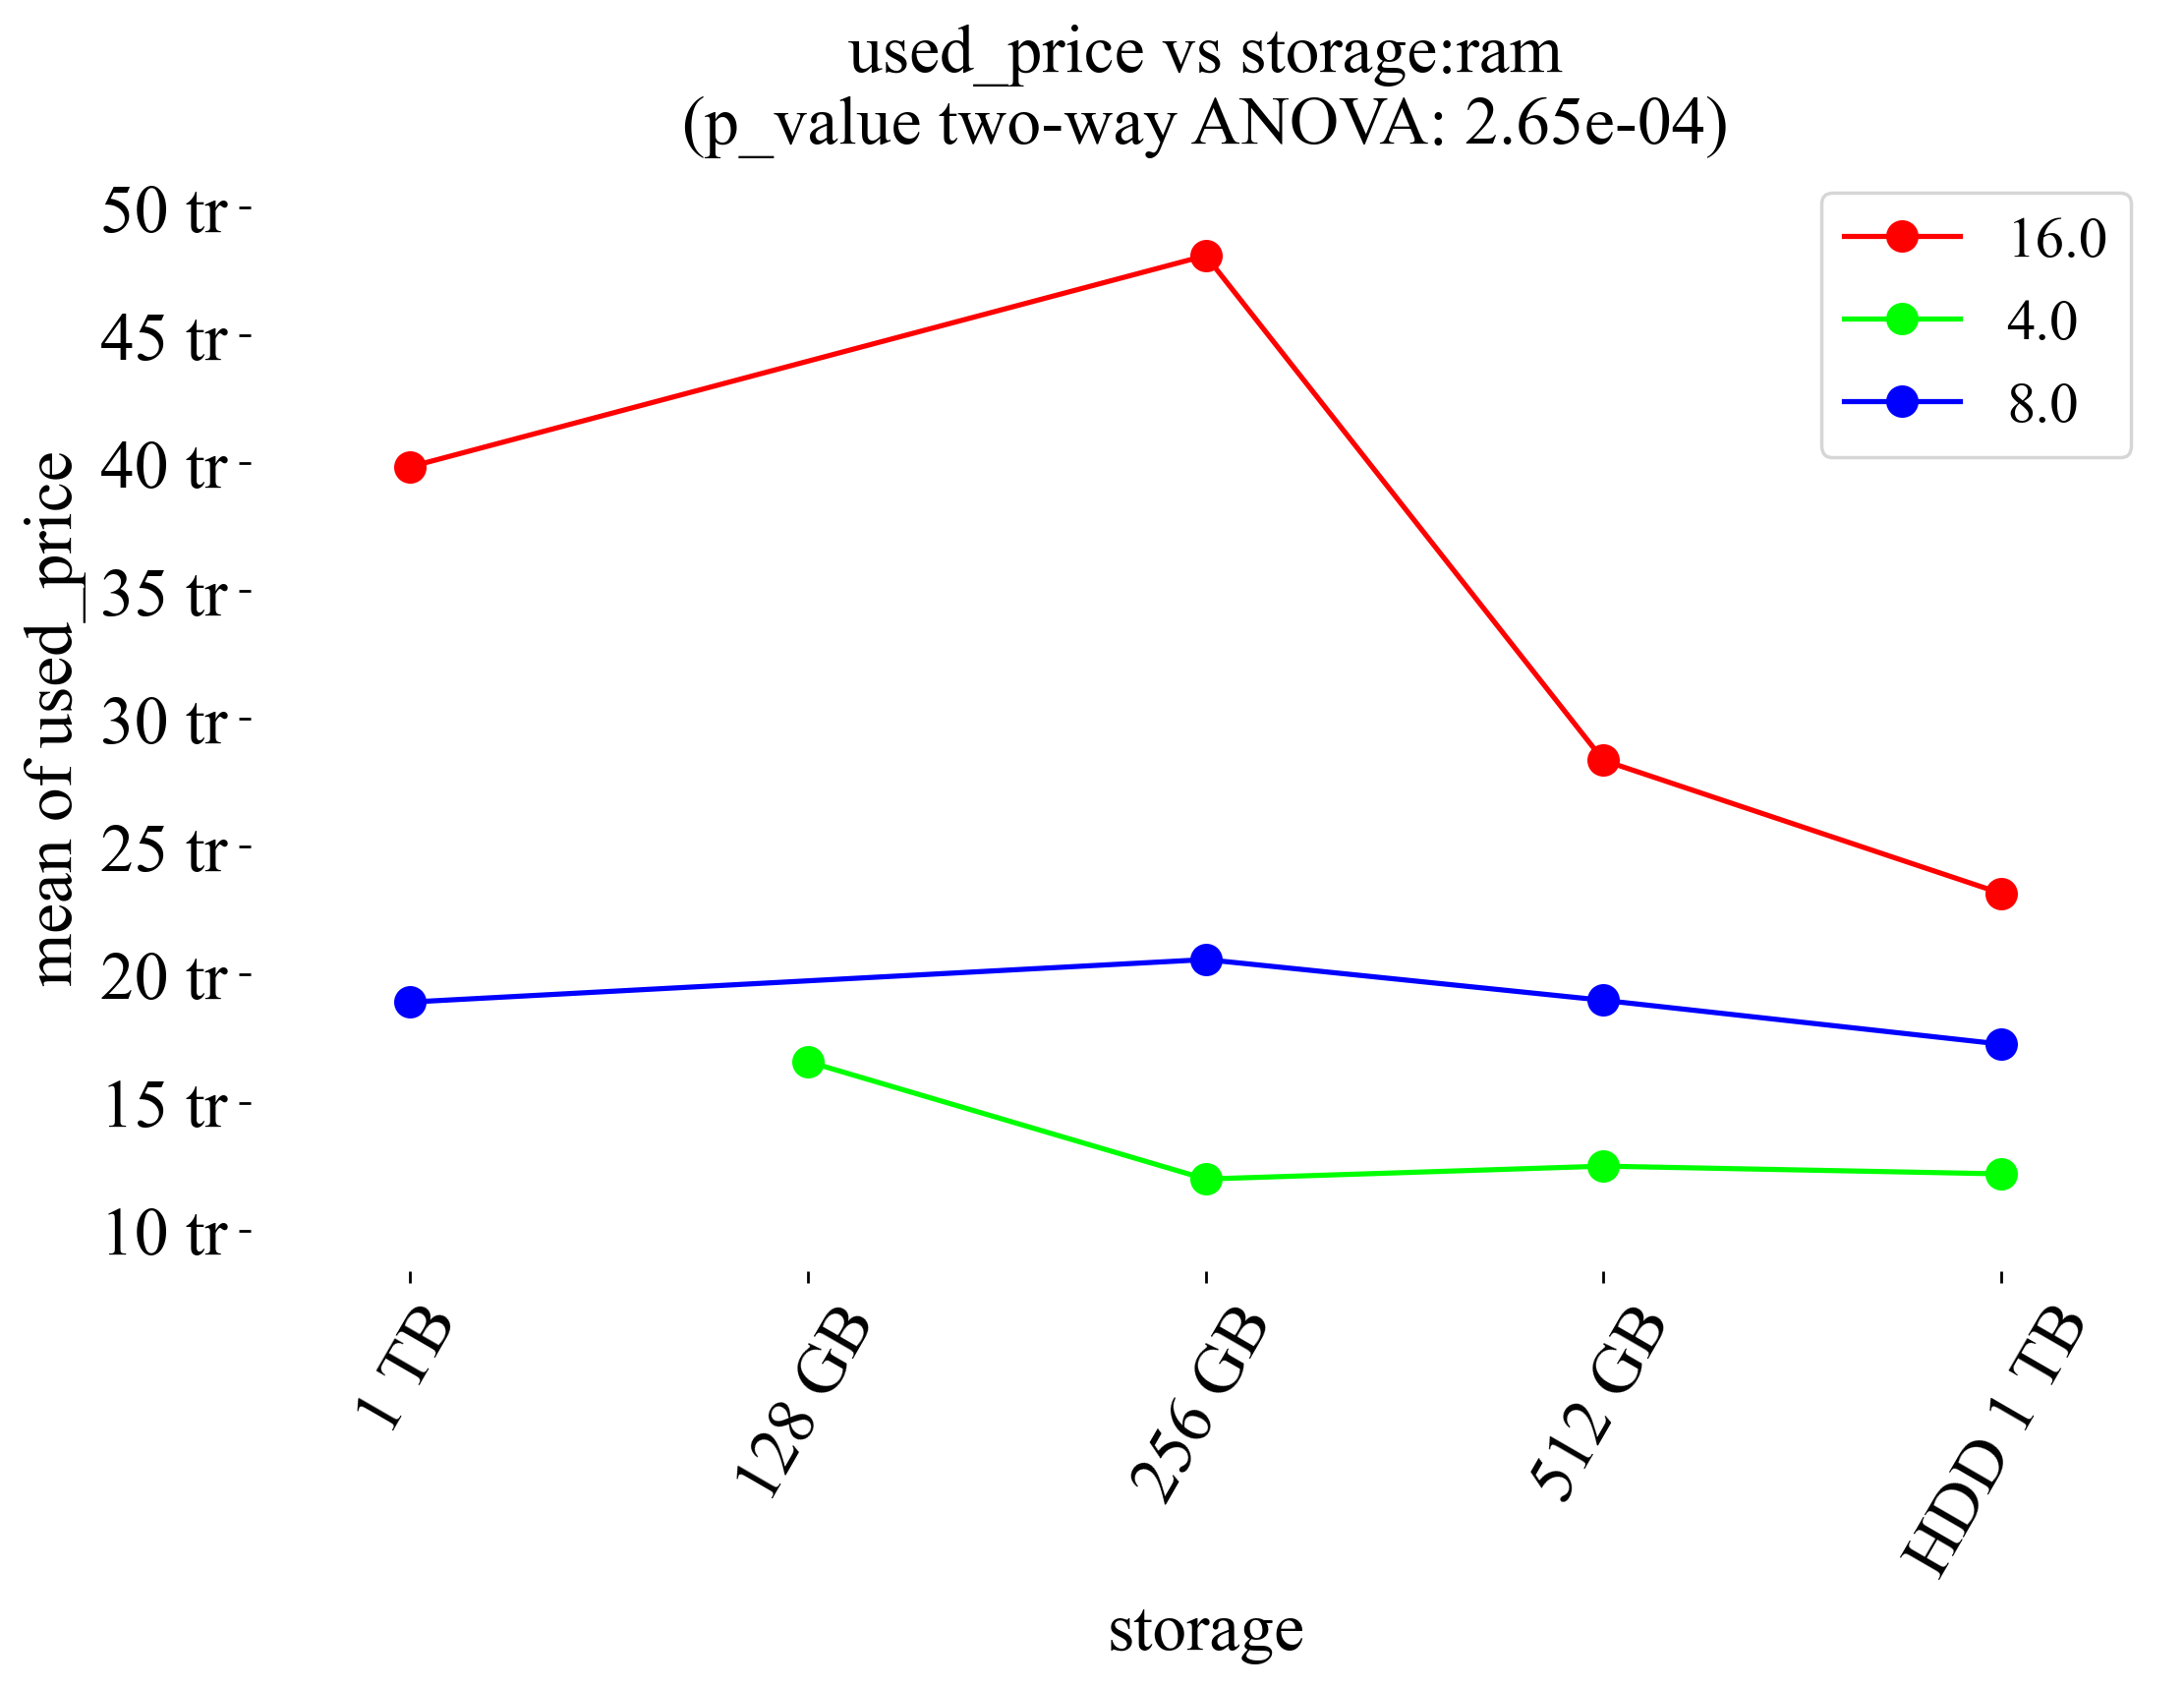 used_price vs storage:ram
(p_value two-way ANOVA: 2.65e-04)
50 tr
45 tr
40 tr
35 tr
30 tr
25 tr
20 tr
15 tr
10 tr
mean of used_price
16.0
4.0
8.0
1 TB
128 GB
256 GB
512 GB
HDD 1 TB
storage